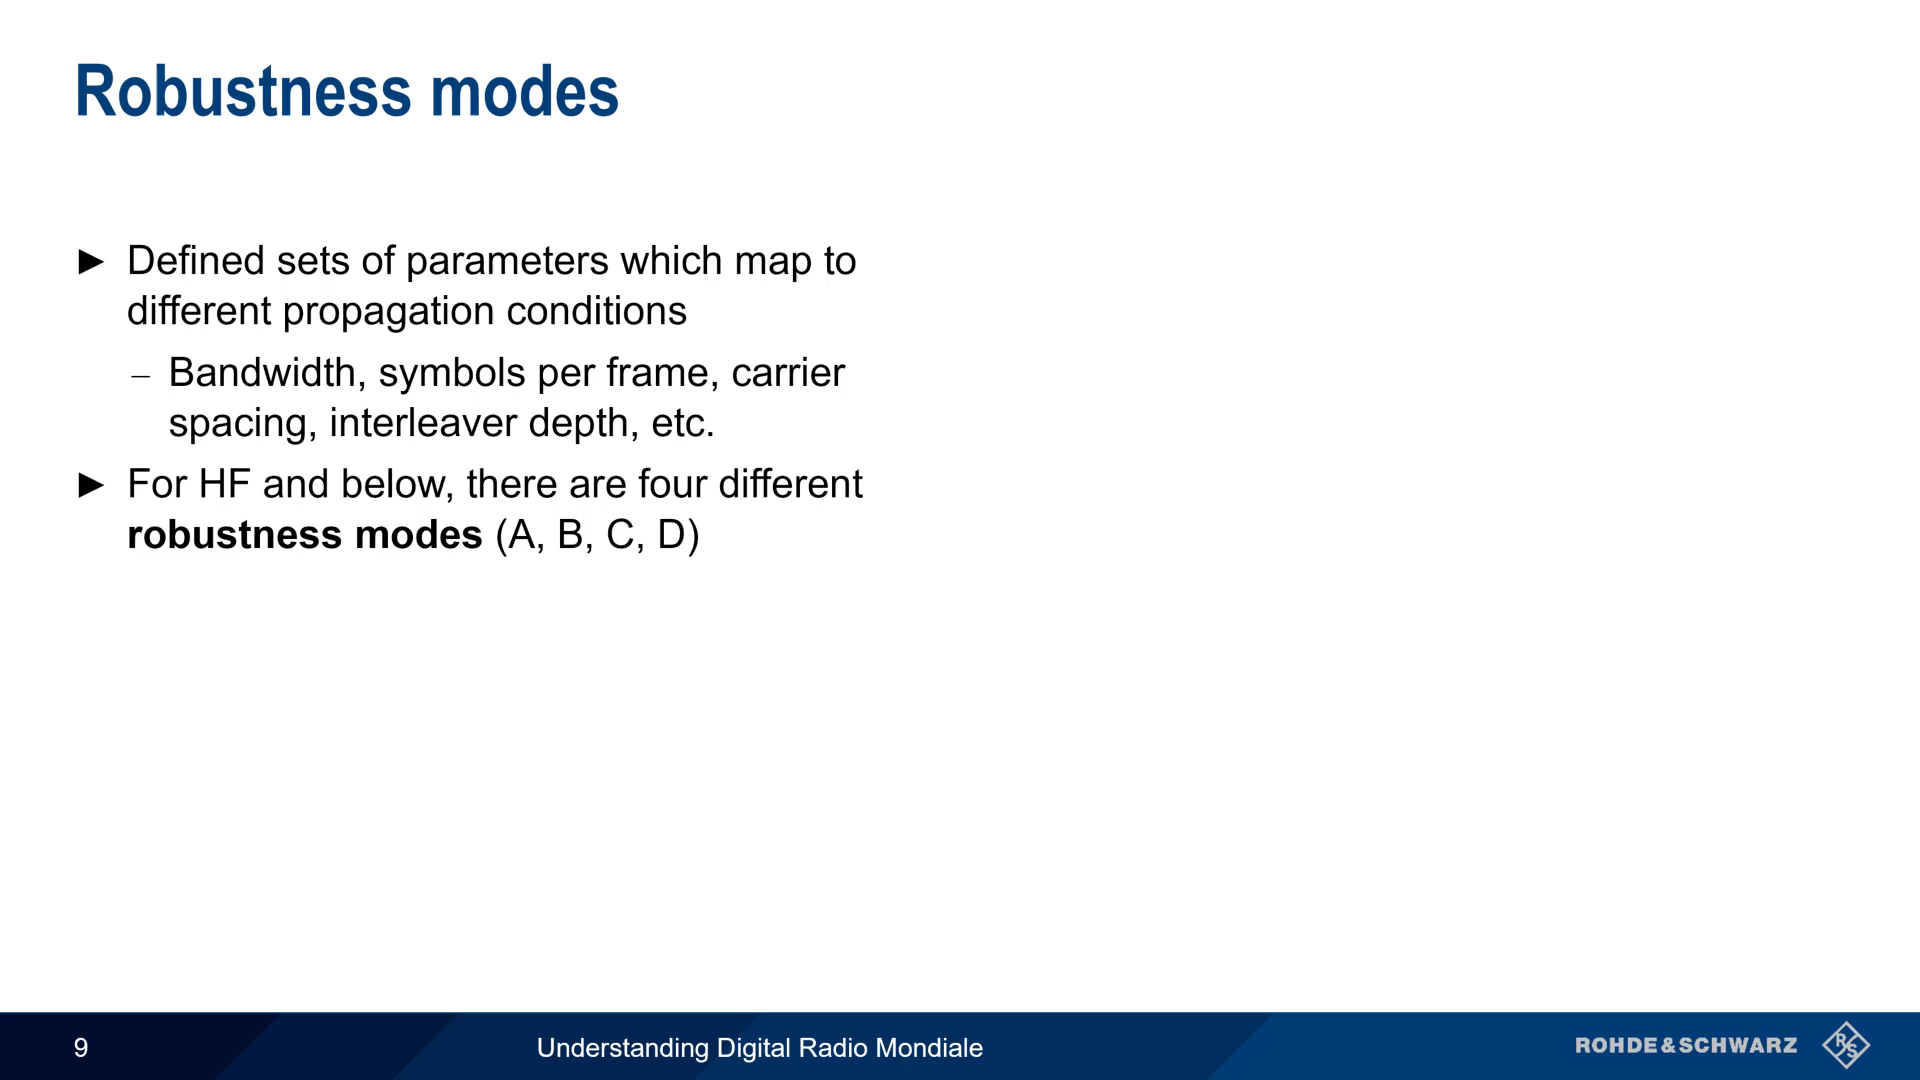 Robustness modes
► Defined sets of parameters which map to
different propagation conditions
– Bandwidth, symbols per frame, carrier
spacing, interleaver depth, etc.
► For HF and below, there are four different
robustness modes (A, B, C, D)
9
Understanding Digital Radio Mondiale
ROHDE&SCHWARZ
R&S